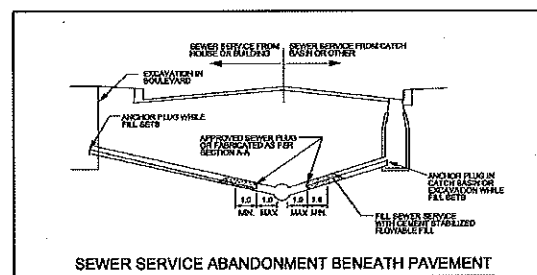 SEWER SERVICE FROM
HOUSE OR BUILDING
SEWER SERVICE FROM CATCH
BASIN OR OTHER
EXCAVATION IN
BOULEVARD
ANCHOR PLUG WHILE
FILL SETS
APPROVED SEWER PLUG
OR FABRICATED AS PER
SECTION A-A
ANCHOR PLUG IN
CATCH BASIN OR
EXCAVATION WHILE
FILL SETS
1.0 1.0 1.0 1.0
MIN. MAX MAX MIN.
FILL SEWER SERVICE
WITH CEMENT STABILIZED
FLOWABLE FILL
SEWER SERVICE ABANDONMENT BENEATH PAVEMENT